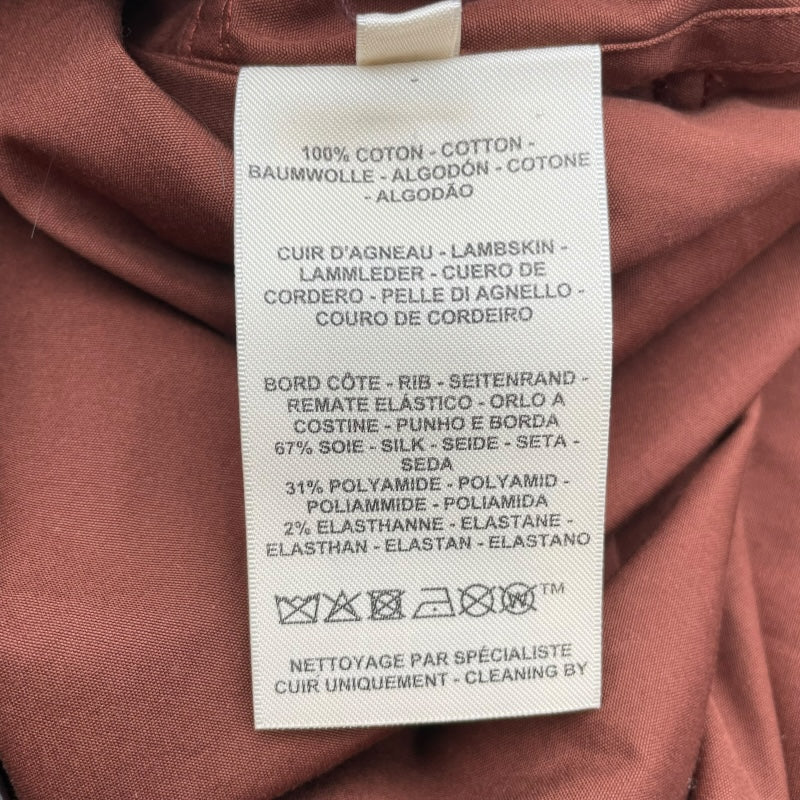 100% COTON - COTTON -
BAUMWOLLE - ALGODÓN - COTONE
- ALGODÃO
CUIR D'AGNEAU - LAMBSKIN -
LAMMLEDER - CUERO DE
CORDERO - PELLE DI AGNELLO -
COURO DE CORDEIRO
BORD CÔTE - RIB - SEITENRAND -
REMATE ELÁSTICO - ORLO A
COSTINE - PUNHO E BORDA
67% SOIE - SILK - SEIDE - SETA -
SEDA
31% POLYAMIDE - POLYAMID -
POLIAMMIDE - POLIAMIDA
2% ELASTHANNE - ELASTANE -
ELASTHAN - ELASTAN - ELASTANO
W TM
NETTOYAGE PAR SPÉCIALISTE
CUIR UNIQUEMENT - CLEANING BY